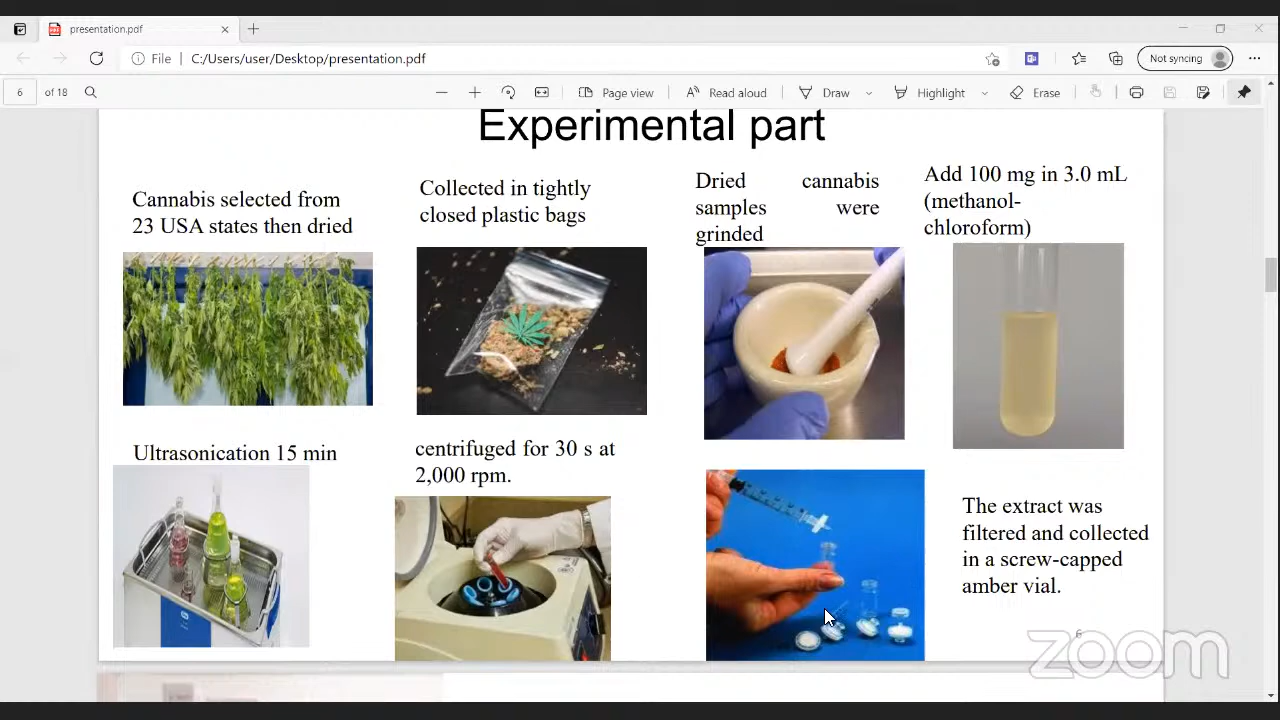 presentation.pdf
File
C:/Users/user/Desktop/presentation.pdf
Not syncing
6 of 18
Page view
Read aloud
Draw
Highlight
Erase
Experimental part
Cannabis selected from
23 USA states then dried
Collected in tightly
closed plastic bags
Dried cannabis
samples were
grinded
Add 100 mg in 3.0 mL
(methanol-
chloroform)
Ultrasonication 15 min
centrifuged for 30 s at
2,000 rpm.
The extract was
filtered and collected
in a screw-capped
amber vial.
6
zoom